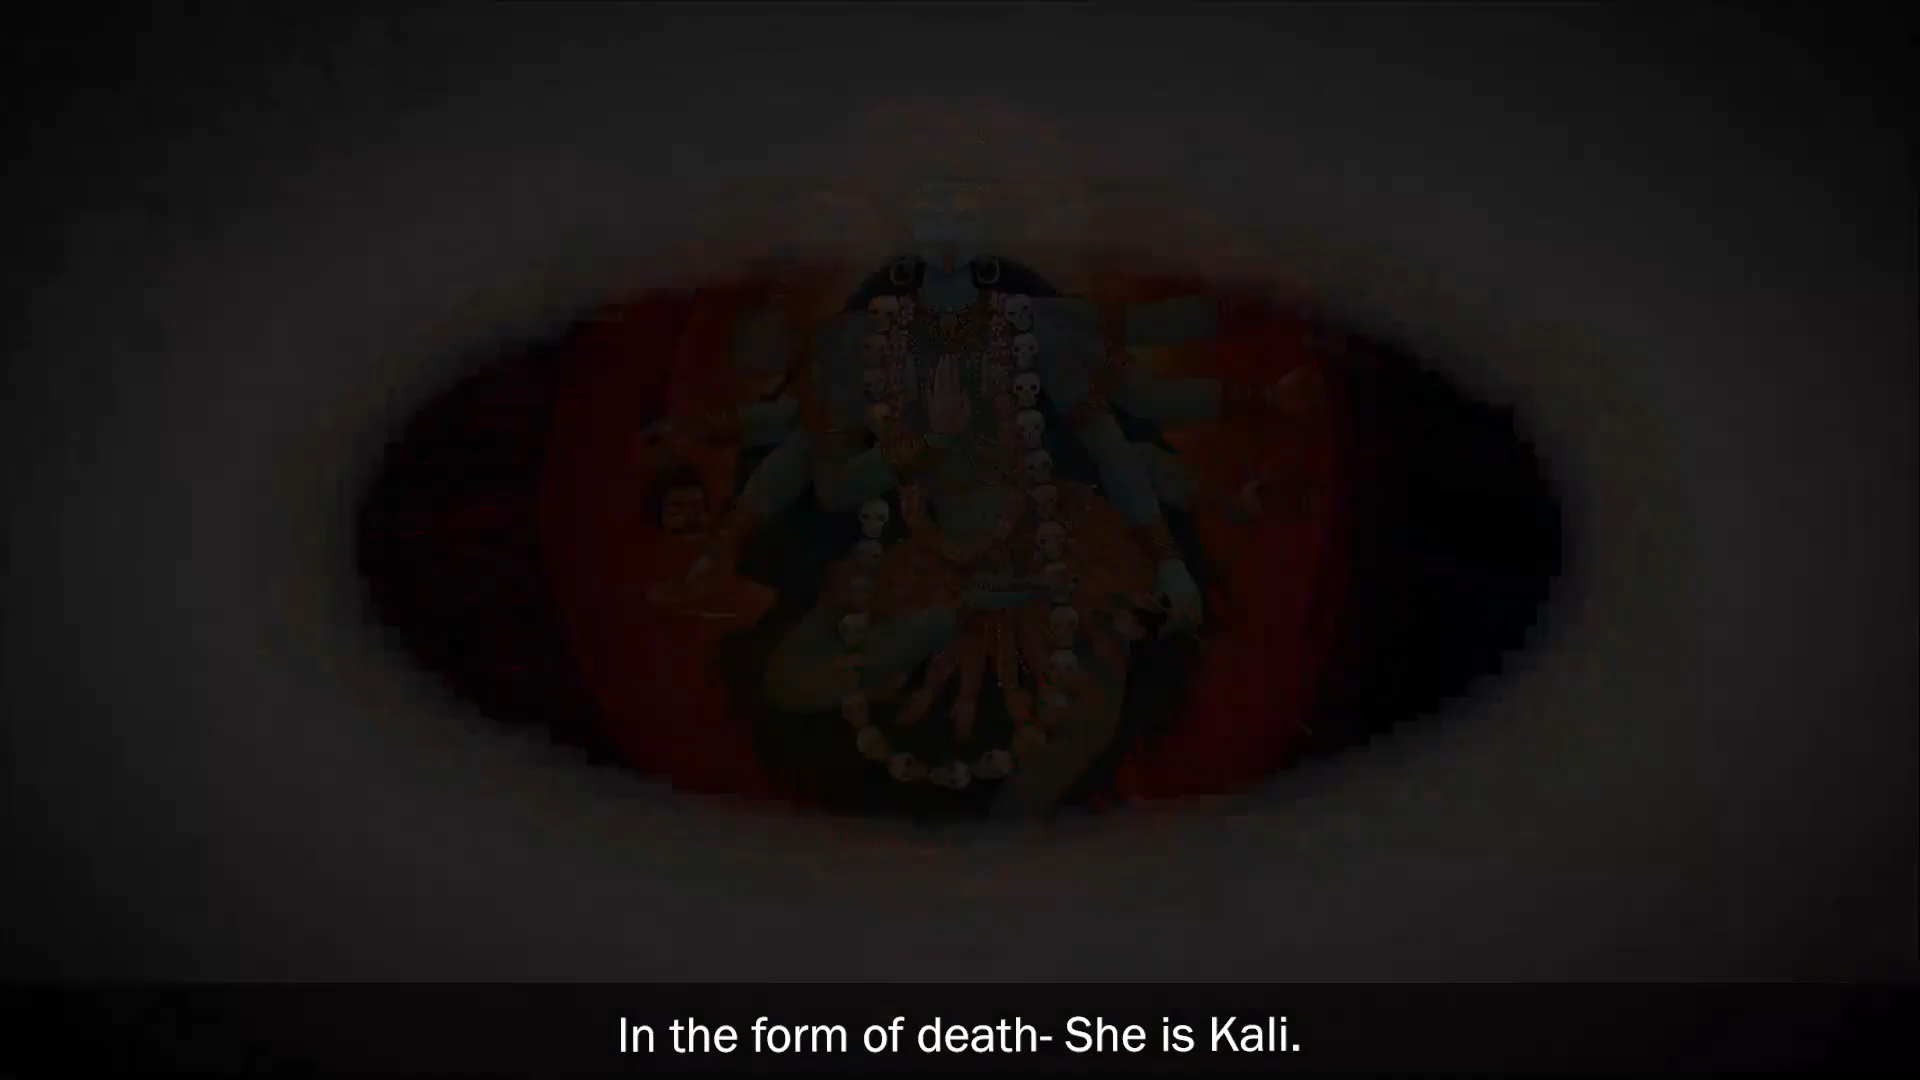 In the form of death- She is Kali.